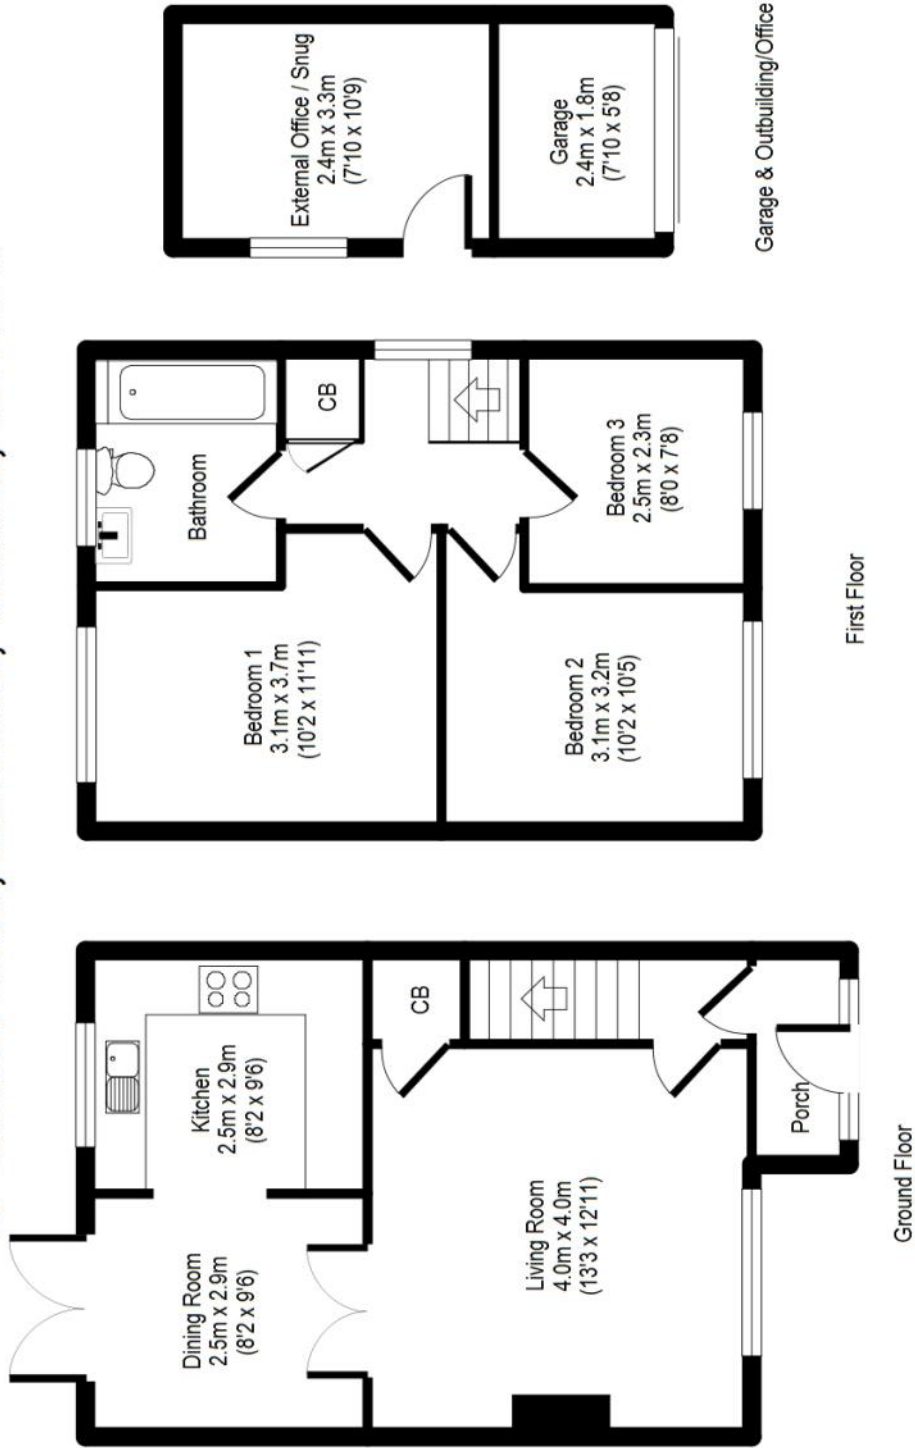 Dining Room
2.5m x 2.9m
(8'2 x 9'6)
Kitchen
2.5m x 2.9m
(8'2 x 9'6)
Living Room
4.0m x 4.0m
(13'3 x 12'11)
CB
Porch
Ground Floor
Bedroom 1
3.1m x 3.7m
(10'2 x 11'11)
Bathroom
CB
Bedroom 2
3.1m x 3.2m
(10'2 x 10'5)
Bedroom 3
2.5m x 2.3m
(8'0 x 7'8)
First Floor
External Office / Snug
2.4m x 3.3m
(7'10 x 10'9)
Garage
2.4m x 1.8m
(7'10 x 5'8)
Garage & Outbuilding/Office